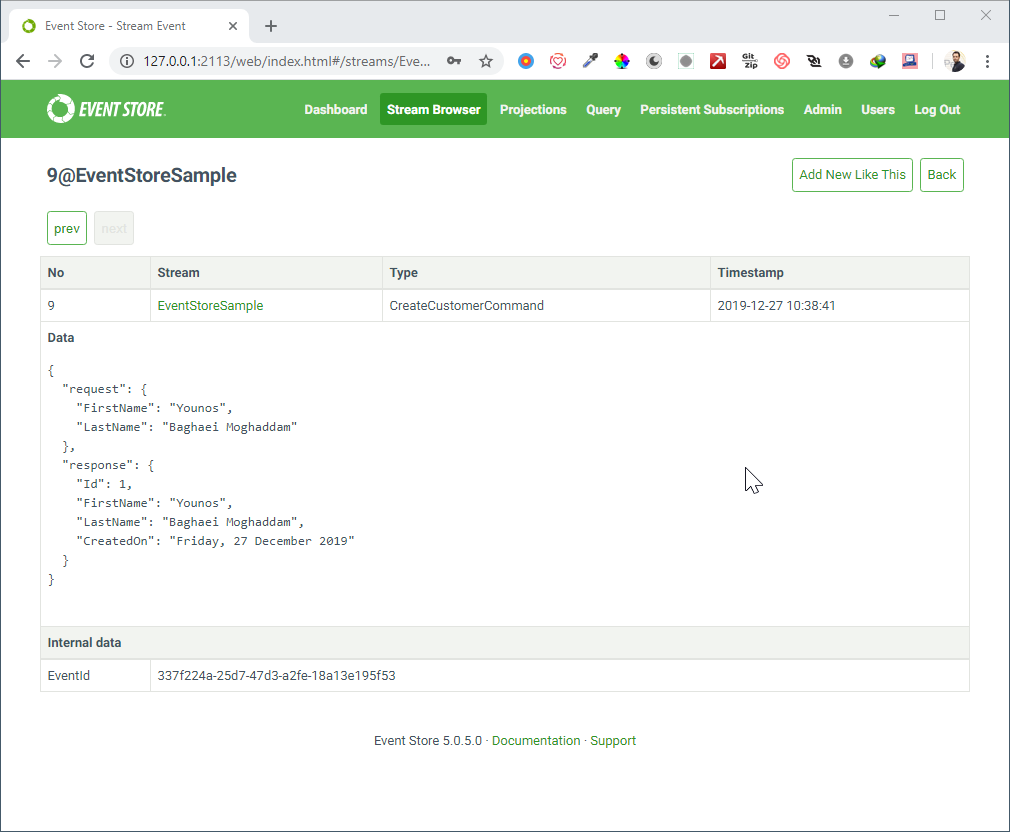 Event Store - Stream Event
127.0.0.1:2113/web/index.html#/streams/Eve...
Git Zip
EVENT STORE
Dashboard Stream Browser Projections Query Persistent Subscriptions Admin Users Log Out
9@EventStoreSample
Add New Like This Back
prev next
No Stream Type Timestamp
9 EventStoreSample CreateCustomerCommand 2019-12-27 10:38:41
Data
{
"request": {
"FirstName": "Younos",
"LastName": "Baghaei Moghaddam"
},
"response": {
"Id": 1,
"FirstName": "Younos",
"LastName": "Baghaei Moghaddam",
"CreatedOn": "Friday, 27 December 2019"
}
}
Internal data
EventId 337f224a-25d7-47d3-a2fe-18a13e195f53
Event Store 5.0.5.0 · Documentation · Support